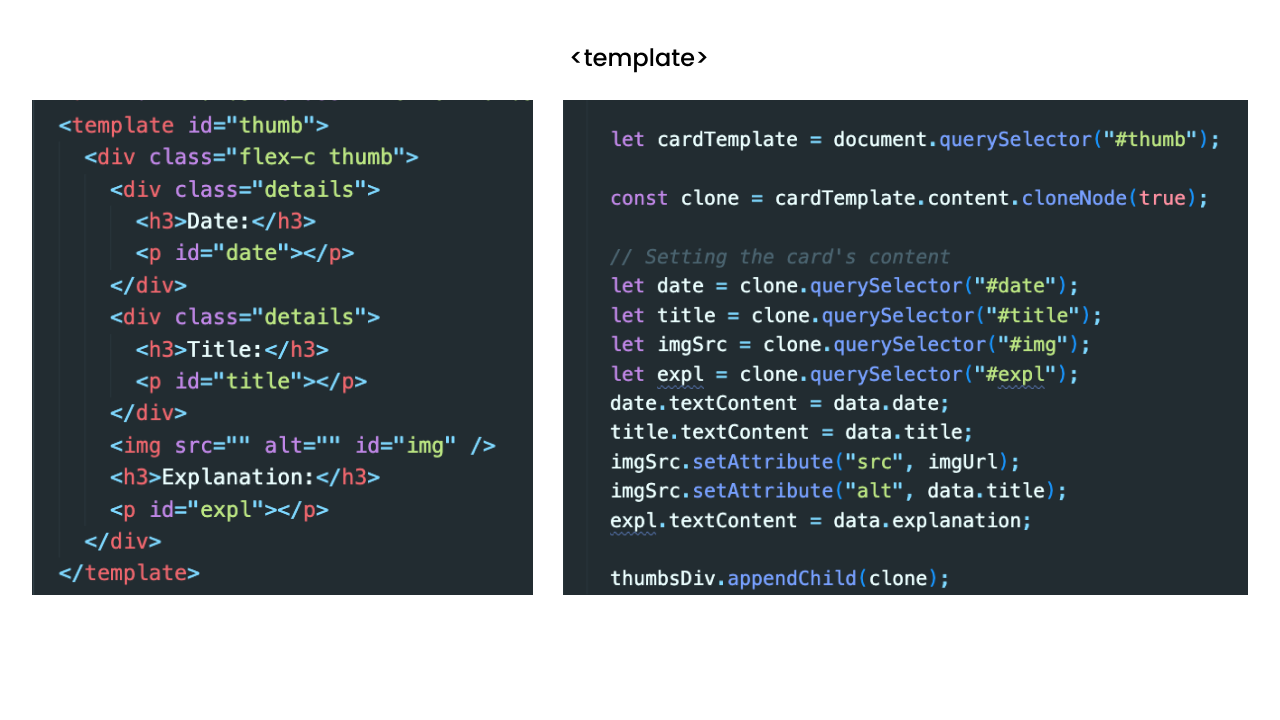 <template>
<template id="thumb">
<div class="flex-c thumb">
<div class="details">
<h3>Date:</h3>
<p id="date"></p>
</div>
<div class="details">
<h3>Title:</h3>
<p id="title"></p>
</div>
<img src="" alt="" id="img" />
<h3>Explanation:</h3>
<p id="expl"></p>
</div>
</template>
let cardTemplate = document.querySelector("#thumb");
const clone = cardTemplate.content.cloneNode(true);
// Setting the card's content
let date = clone.querySelector("#date");
let title = clone.querySelector("#title");
let imgSrc = clone.querySelector("#img");
let expl = clone.querySelector("#expl");
date.textContent = data.date;
title.textContent = data.title;
imgSrc.setAttribute("src", imgUrl);
imgSrc.setAttribute("alt", data.title);
expl.textContent = data.explanation;
thumbsDiv.appendChild(clone);